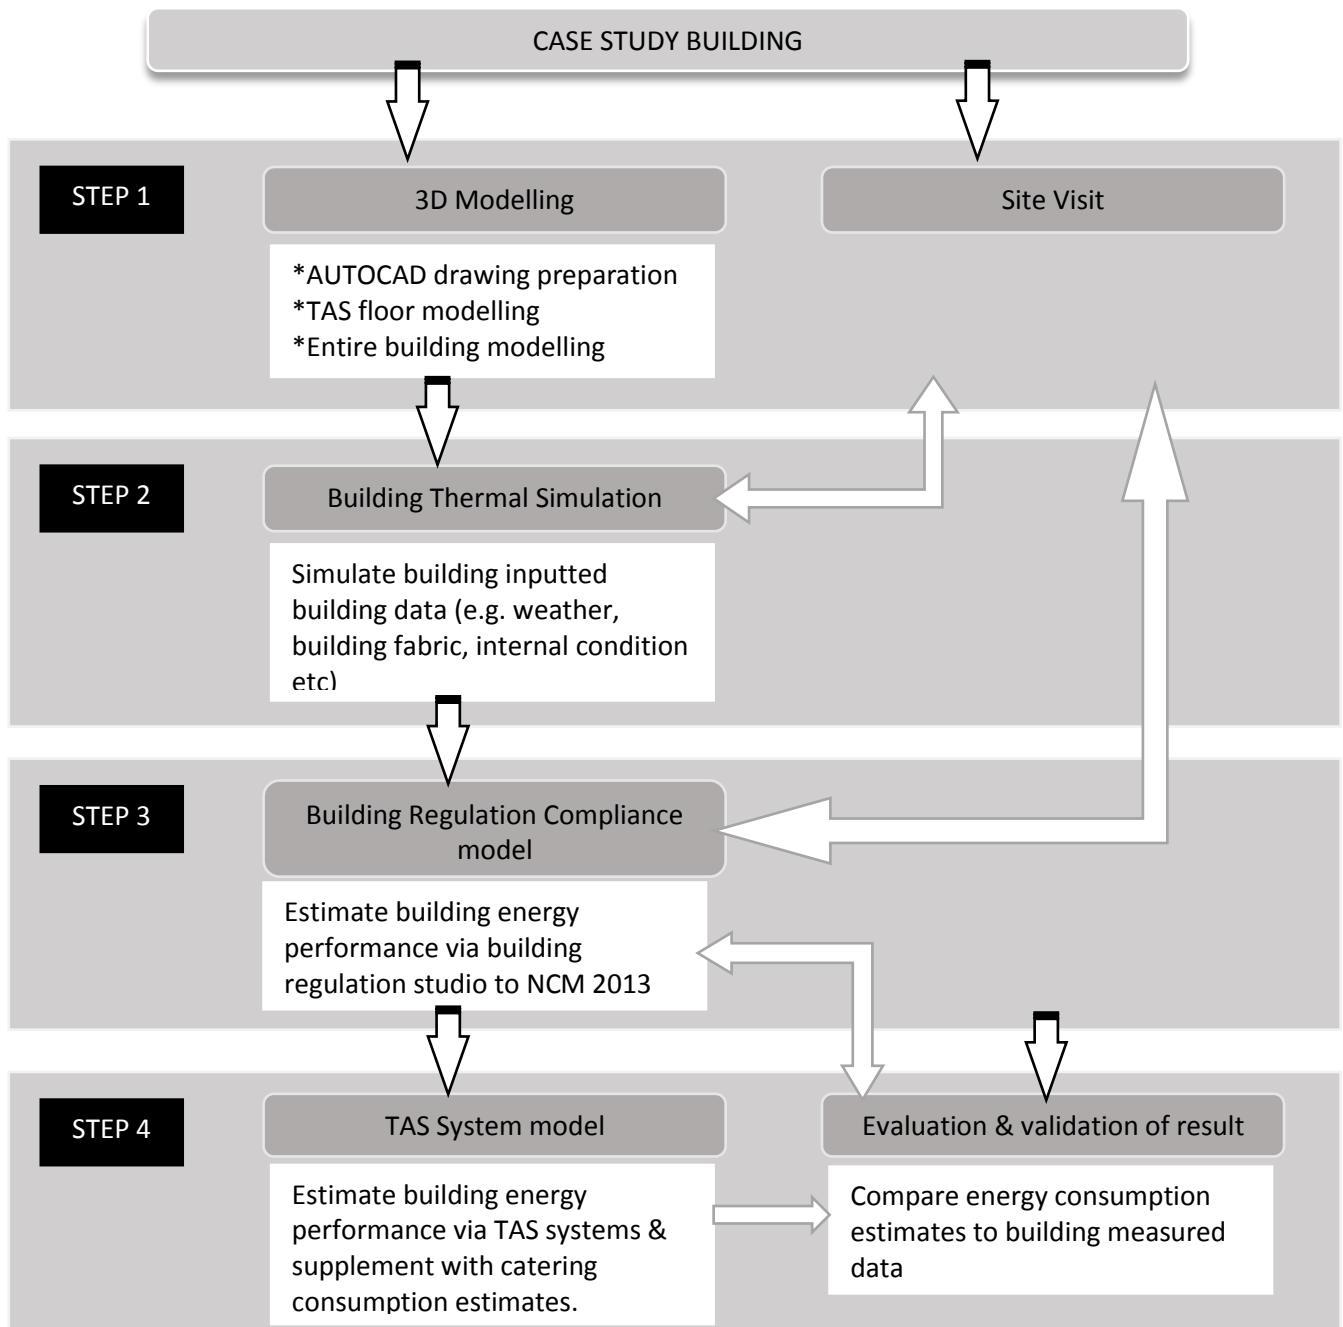 CASE STUDY BUILDING
STEP 1
3D Modelling
Site Visit
*AUTOCAD drawing preparation
*TAS floor modelling
*Entire building modelling
STEP 2
Building Thermal Simulation
Simulate building inputted
building data (e.g. weather,
building fabric, internal condition
etc)
STEP 3
Building Regulation Compliance
model
Estimate building energy
performance via building
regulation studio to NCM 2013
STEP 4
TAS System model
Evaluation & validation of result
Estimate building energy
performance via TAS systems &
supplement with catering
consumption estimates.
Compare energy consumption
estimates to building measured
data